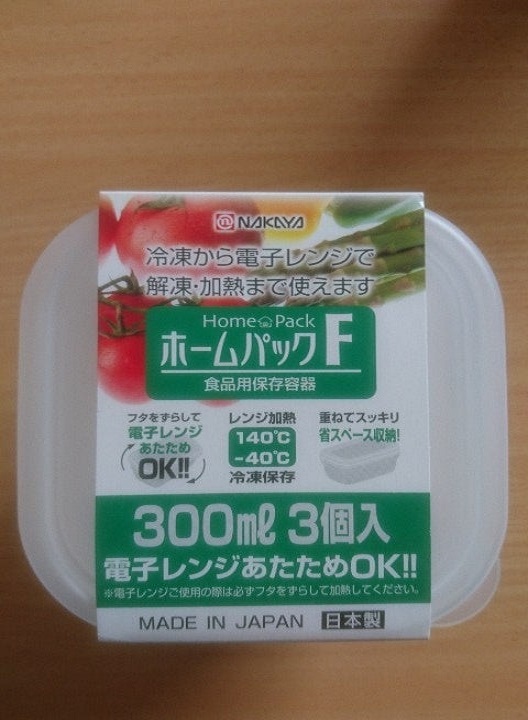 NAKAYA
冷凍から電子レンジで
解凍・加熱まで使えます
Home Pack
ホームパックF
食品用保存容器
フタをずらして
電子レンジ
あたため
OK!!
レンジ加熱
140℃
-40℃
冷凍保存
重ねてスッキリ
省スペース収納!
300mℓ 3個入
電子レンジあたためOK!!
※電子レンジご使用の際は必ずフタをずらして加熱してください。
MADE IN JAPAN 日本製